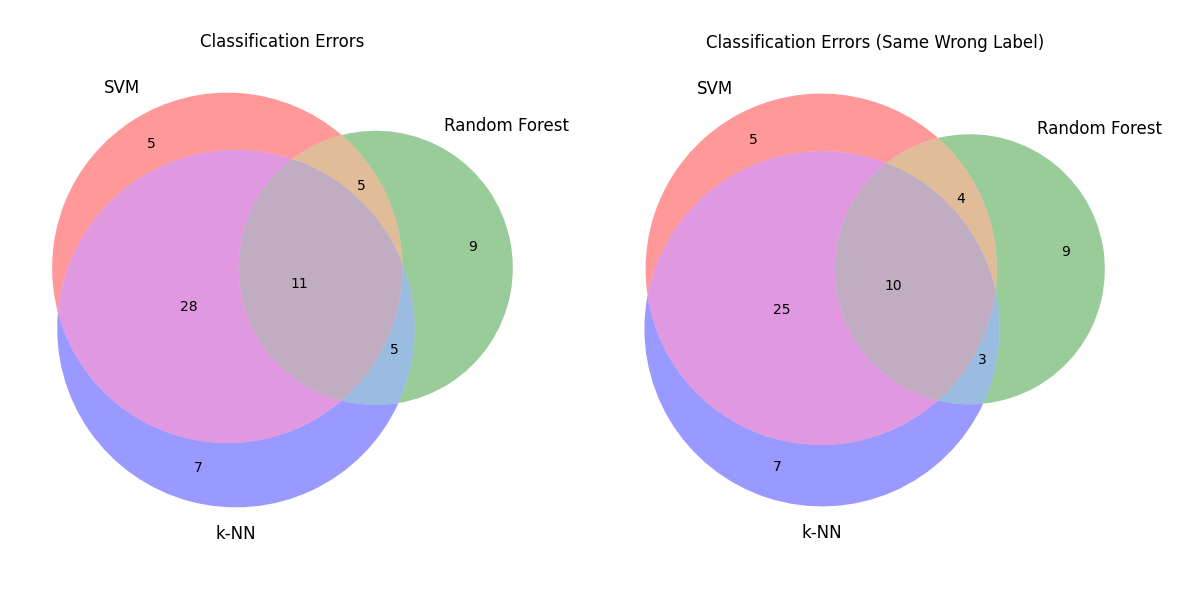 Classification Errors
SVM
Random Forest
5
5
9
11
28
5
7
k-NN
Classification Errors (Same Wrong Label)
SVM
Random Forest
5
4
9
10
25
3
7
k-NN